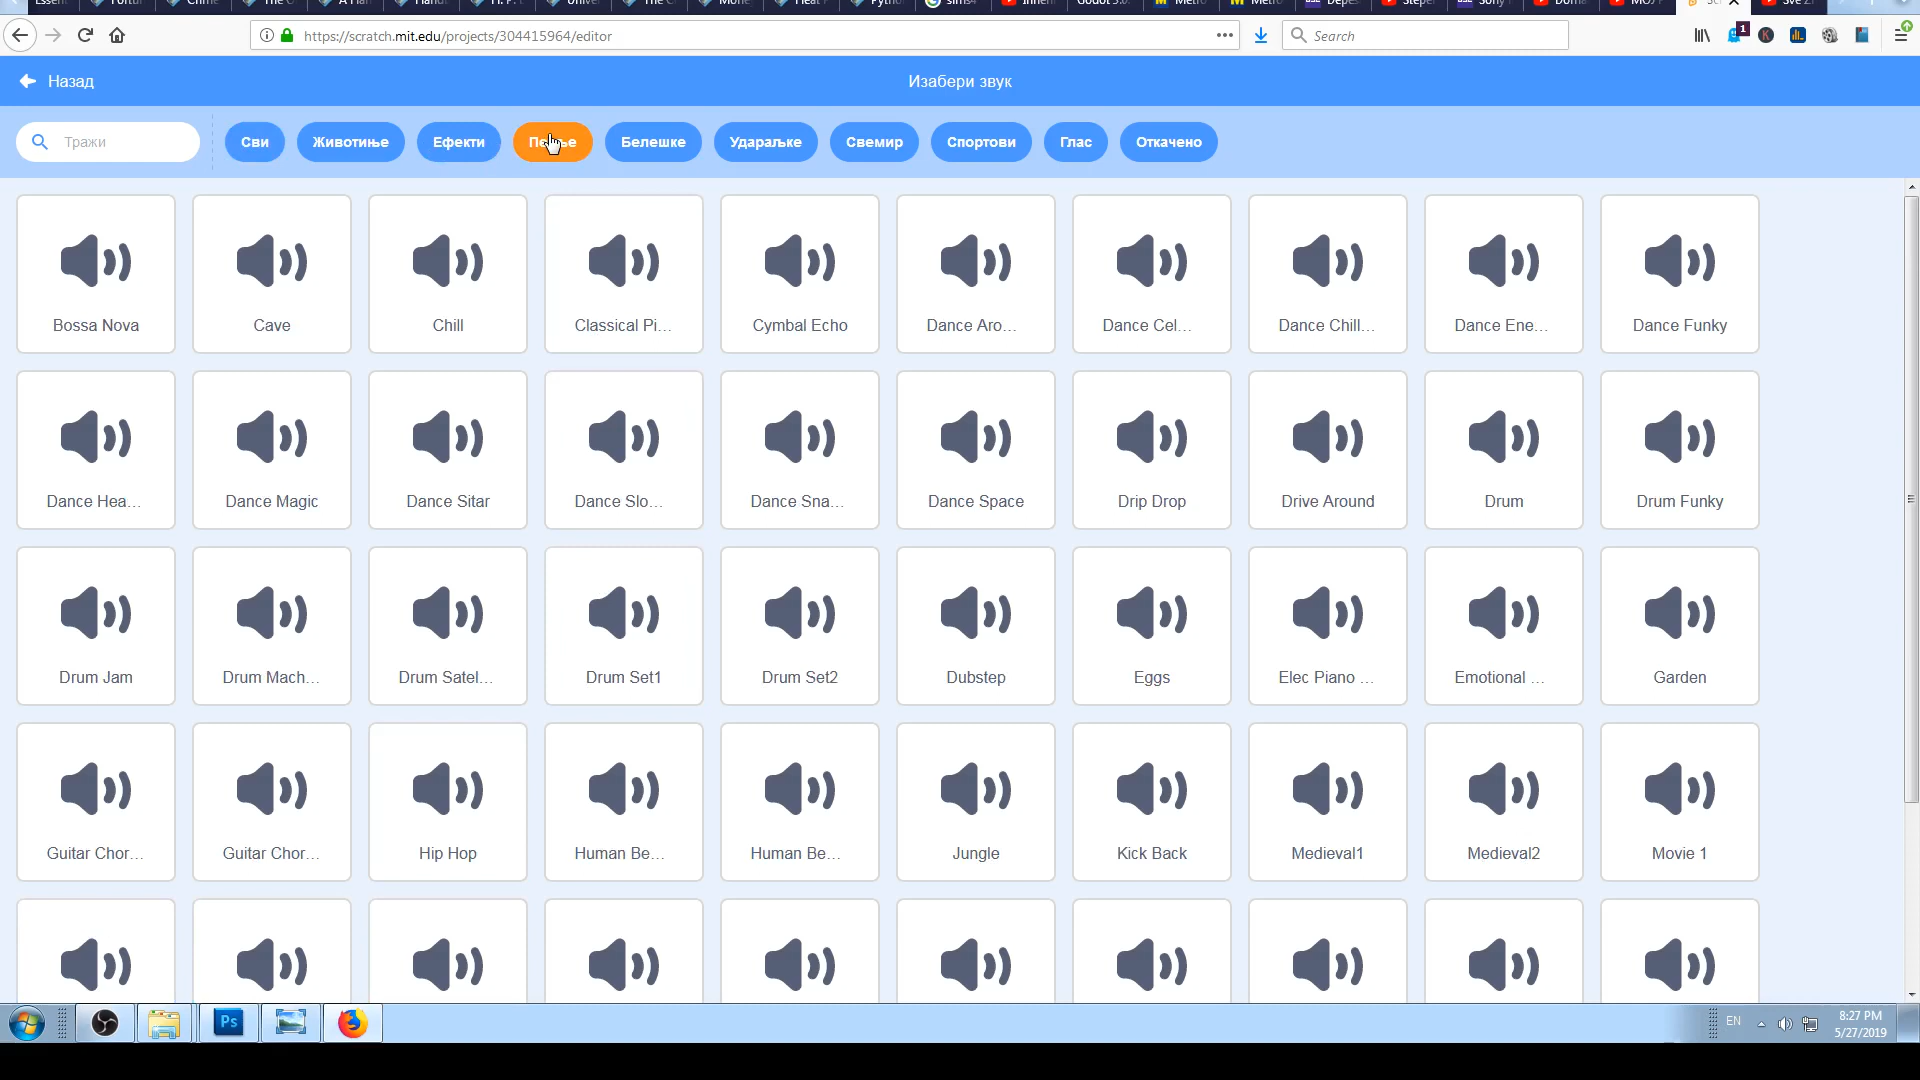 https://scratch.mit.edu/projects/304415964/editor
Search
1
Назад
Изабери звук
Тражи
Сви
Животиње
Ефекти
Белешке
Удараљке
Свемир
Спортови
Глас
Откачено
Bossa Nova
Cave
Chill
Classical Pi...
Cymbal Echo
Dance Aro...
Dance Cel...
Dance Chill...
Dance Ene...
Dance Funky
Dance Hea...
Dance Magic
Dance Sitar
Dance Slo...
Dance Sna...
Dance Space
Drip Drop
Drive Around
Drum
Drum Funky
Drum Jam
Drum Mach...
Drum Satel...
Drum Set1
Drum Set2
Dubstep
Eggs
Elec Piano ...
Emotional ...
Garden
Guitar Chor...
Guitar Chor...
Hip Hop
Human Be...
Human Be...
Jungle
Kick Back
Medieval1
Medieval2
Movie 1
Ps
EN
8:27 PM
5/27/2019